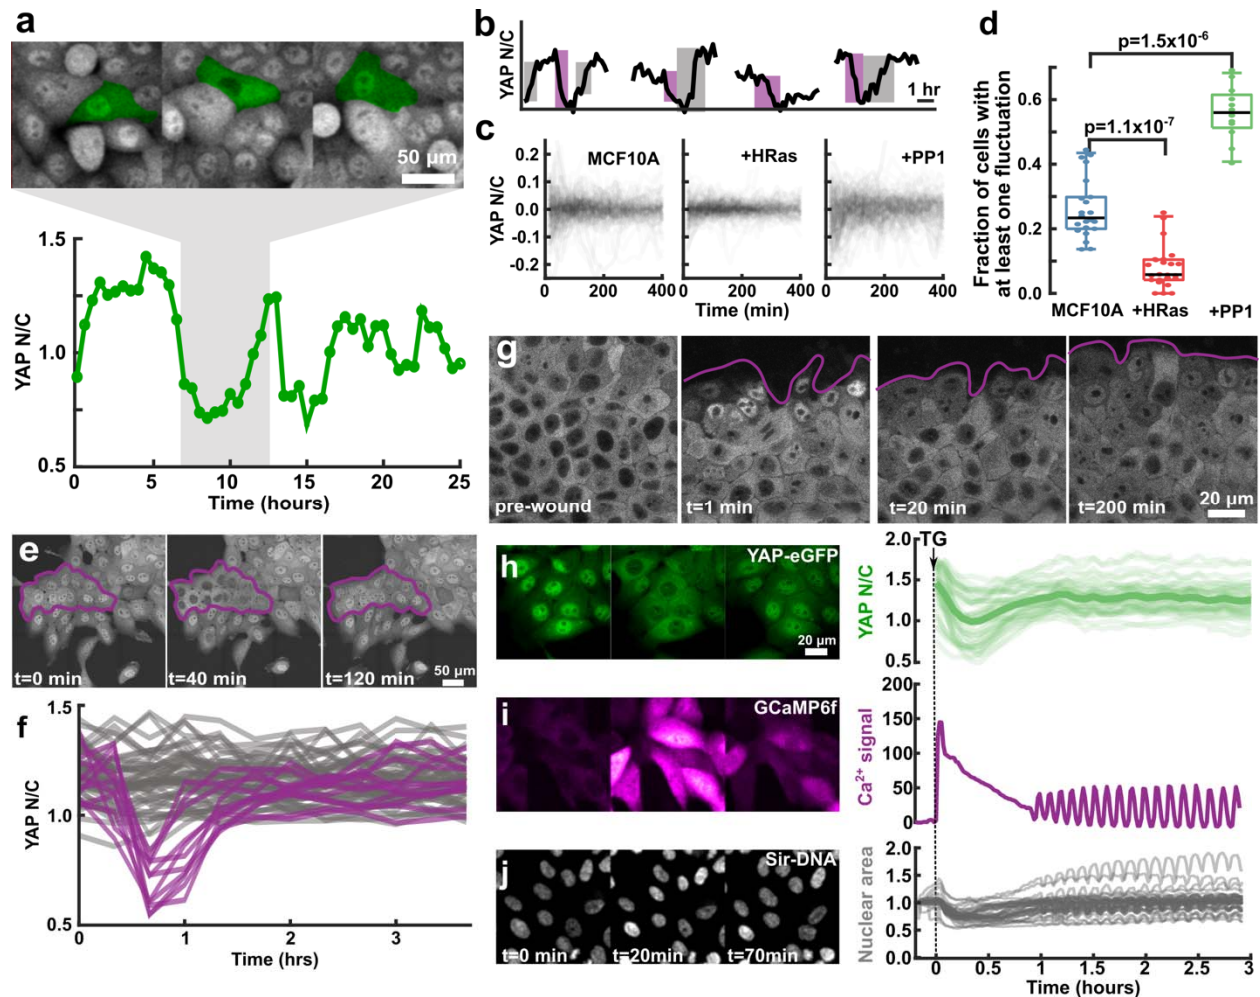 a
50 µm
YAP N/C
1.5
1.0
0.5
0
5
10
15
20
25
Time (hours)
b
YAP N/C
1 hr
c
YAP N/C
0.2
0.1
0.0
-0.1
-0.2
MCF10A
+HRas
+PP1
0
200
400
0
200
400
0
200
400
Time (min)
d
p=1.5x10⁻⁶
p=1.1x10⁻⁷
Fraction of cells with
at least one fluctuation
0.6
0.4
0.2
0.0
MCF10A
+HRas
+PP1
g
pre-wound
t=1 min
t=20 min
t=200 min
20 µm
e
t=0 min
t=40 min
t=120 min
50 µm
f
YAP N/C
1.5
1.0
0.5
0
1
2
3
Time (hrs)
h
YAP-eGFP
20 µm
TG
YAP N/C
2.0
1.5
1.0
0.5
i
GCaMP6f
Ca²⁺ signal
200
150
100
50
0
j
Sir-DNA
t=0 min
t=20min
t=70min
Nuclear area
2.0
1.5
1.0
0.5
0.0
0
0.5
1
1.5
2
2.5
3
Time (hours)